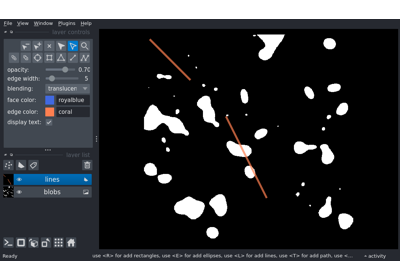 File View Window Plugins Help
layer controls
opacity: 0.70
edge width: 5
blending: translucen
face color: royalblue
edge color: coral
display text:
layer list
lines
blobs
Ready use <R> for add rectangles, use <E> for add ellipses, use <L> for add lines, use <T> for add path, use <... activity